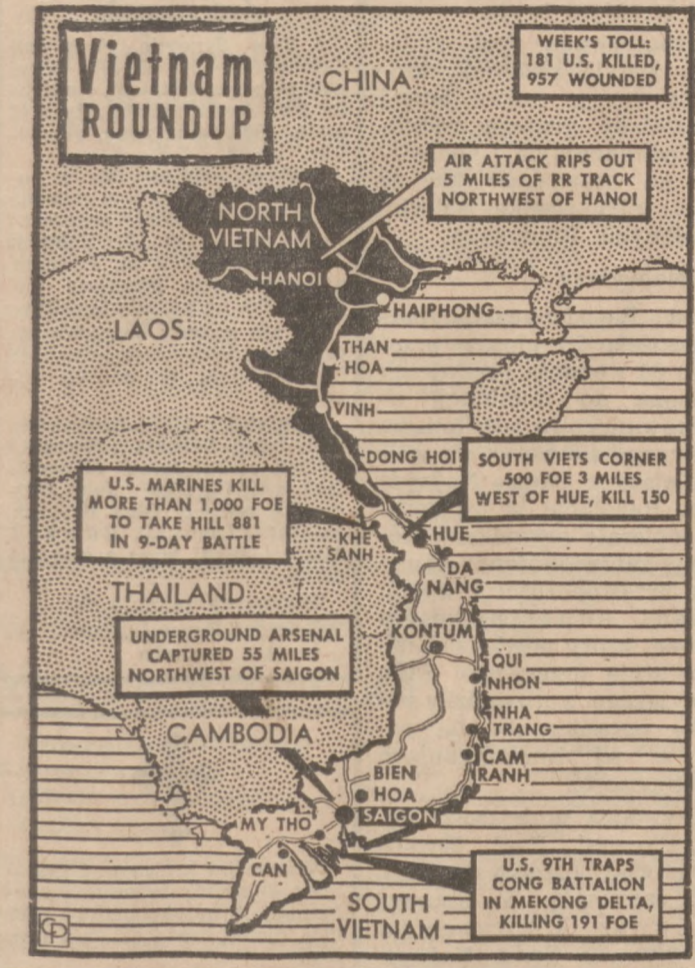 Vietnam
ROUNDUP
WEEK'S TOLL:
181 U.S. KILLED,
957 WOUNDED
CHINA
AIR ATTACK RIPS OUT
5 MILES OF RR TRACK
NORTHWEST OF HANOI
NORTH
VIETNAM
HANOI
HAIPHONG
LAOS
THAN
HOA
VINH
DONG HOI
SOUTH VIETS CORNER
500 FOE 3 MILES
WEST OF HUE, KILL 150
U.S. MARINES KILL
MORE THAN 1,000 FOE
TO TAKE HILL 881
IN 9-DAY BATTLE
KHE
SANH
HUE
DA
NANG
THAILAND
KONTUM
UNDERGROUND ARSENAL
CAPTURED 55 MILES
NORTHWEST OF SAIGON
QUI
NHON
NHA
TRANG
CAMBODIA
CAM
RANH
BIEN
HOA
SAIGON
MY THO
CAN
U.S. 9TH TRAPS
CONG BATTALION
IN MEKONG DELTA,
KILLING 191 FOE
SOUTH
VIETNAM
CP